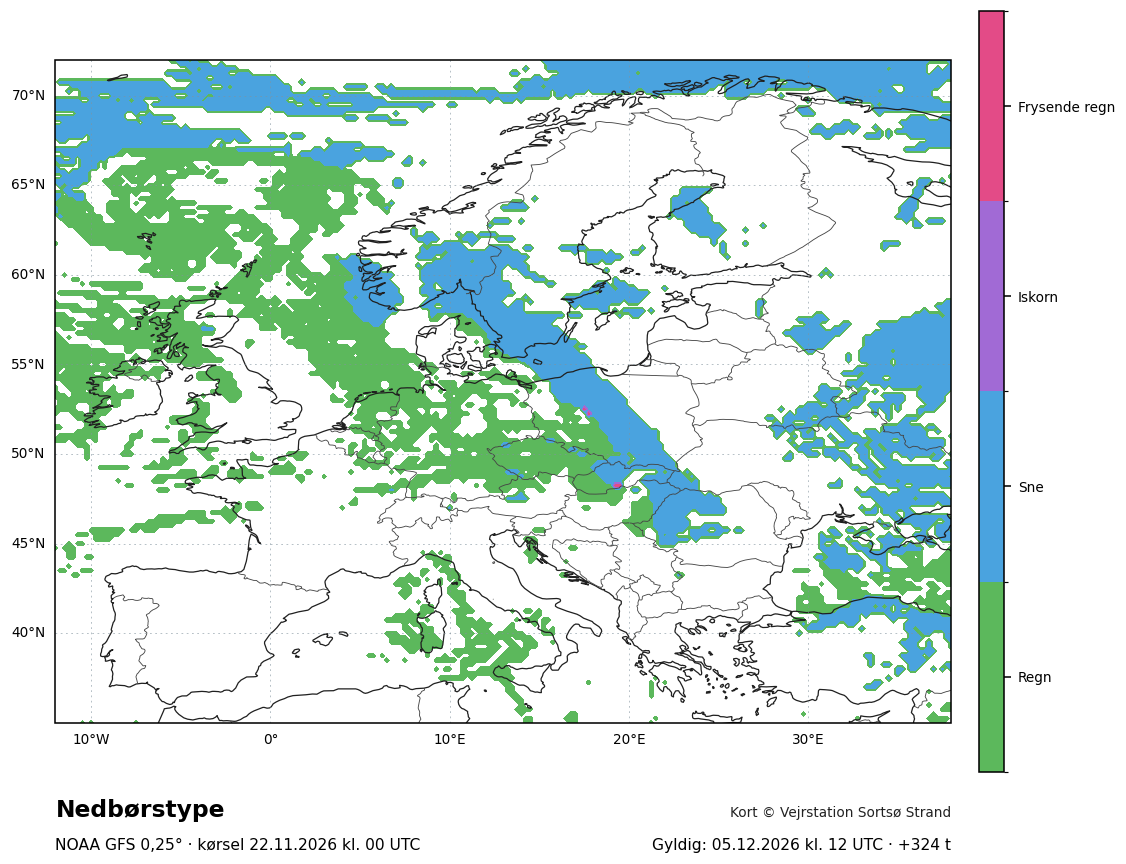 70°N
65°N
60°N
55°N
50°N
45°N
40°N
10°W
0°
10°E
20°E
30°E
Frysende regn
Iskorn
Sne
Regn
Nedbørstype
Kort © Vejrstation Sortsø Strand
NOAA GFS 0,25° · kørsel 22.11.2026 kl. 00 UTC
Gyldig: 05.12.2026 kl. 12 UTC · +324 t